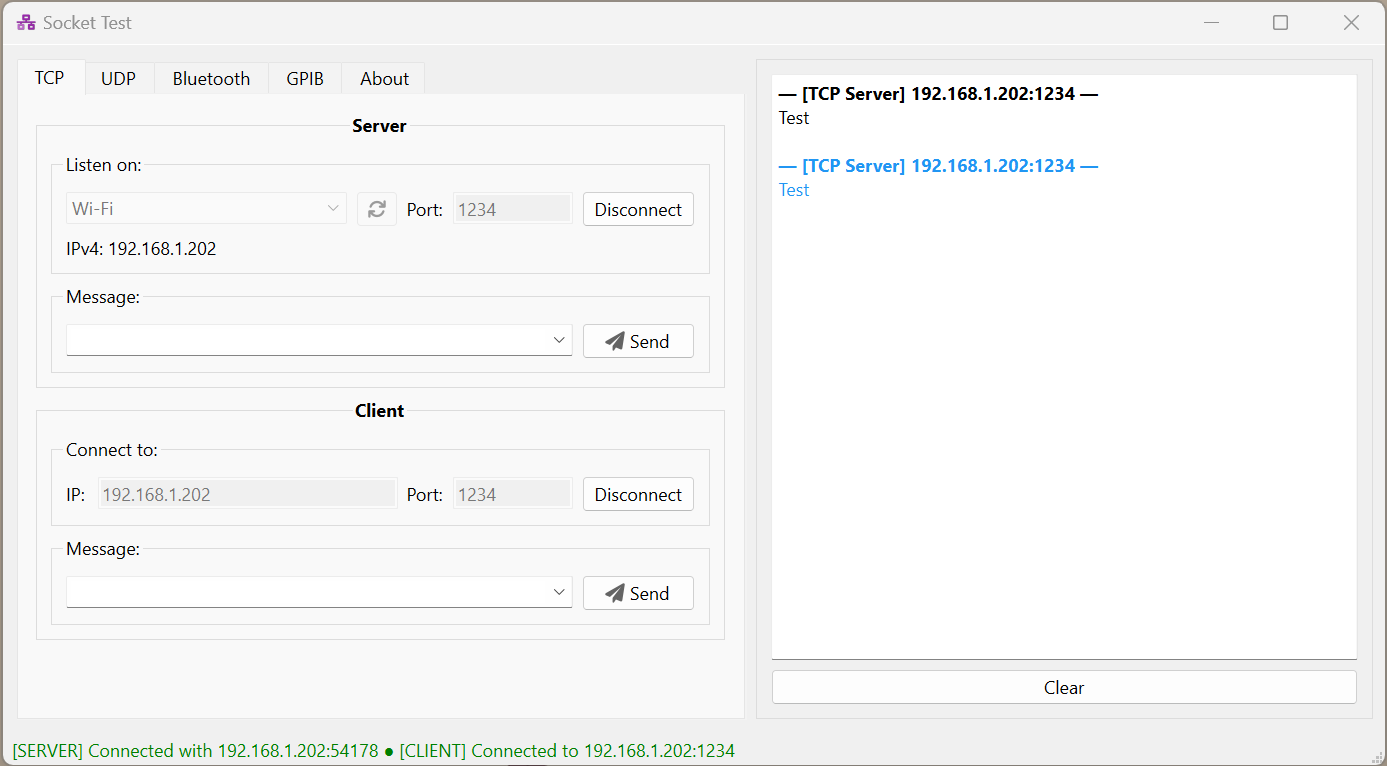 Socket Test
TCP UDP Bluetooth GPIB About
Server
Listen on:
Wi-Fi Port: 1234 Disconnect
IPv4: 192.168.1.202
Message:
Send
Client
Connect to:
IP: 192.168.1.202 Port: 1234 Disconnect
Message:
Send
— [TCP Server] 192.168.1.202:1234 —
Test
— [TCP Server] 192.168.1.202:1234 —
Test
Clear
[SERVER] Connected with 192.168.1.202:54178 ● [CLIENT] Connected to 192.168.1.202:1234